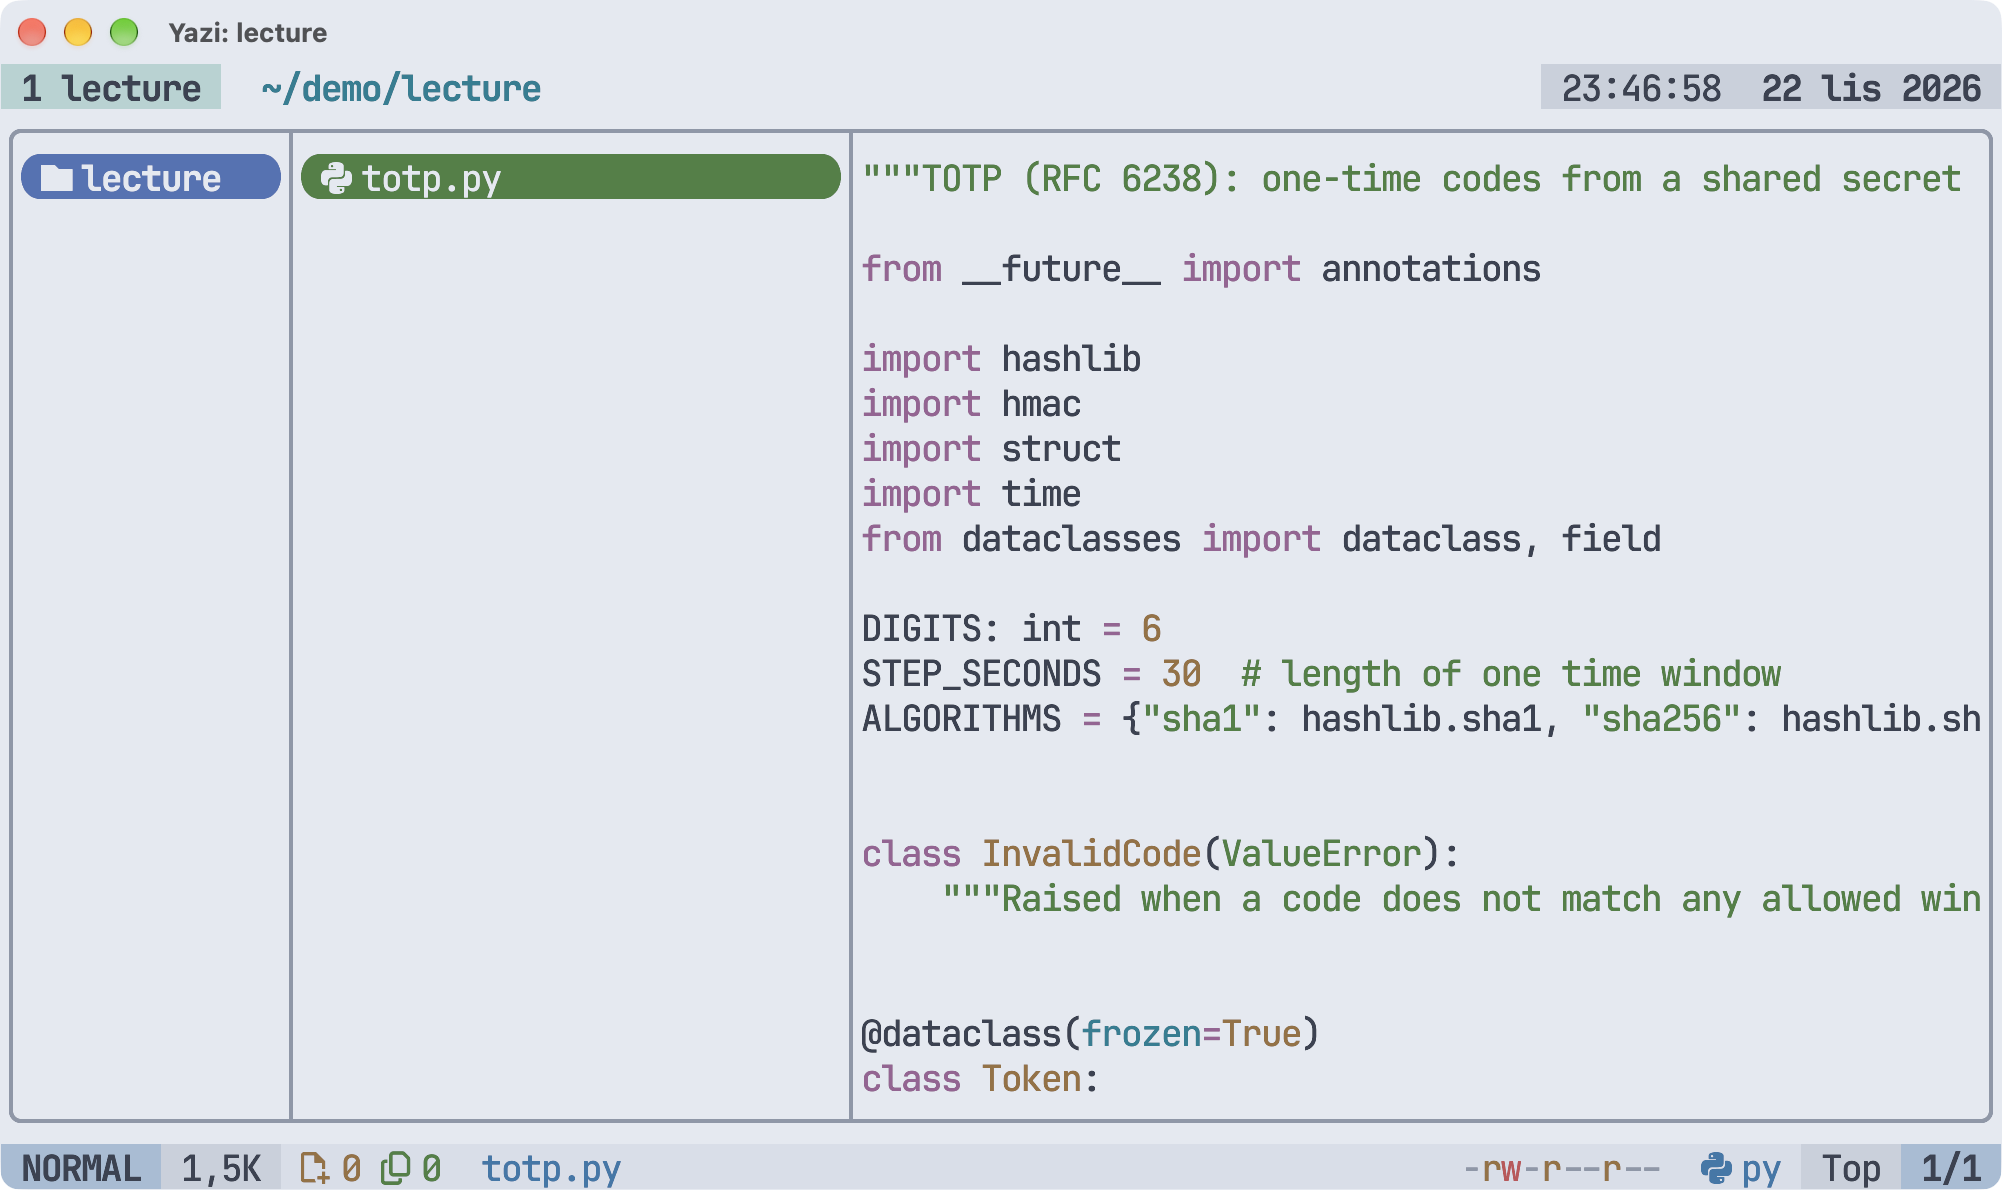 Yazi: lecture
1 lecture ~/demo/lecture 23:46:58 22 lis 2026
lecture
totp.py
"""TOTP (RFC 6238): one-time codes from a shared secret
from __future__ import annotations
import hashlib
import hmac
import struct
import time
from dataclasses import dataclass, field
DIGITS: int = 6
STEP_SECONDS = 30  # length of one time window
ALGORITHMS = {"sha1": hashlib.sha1, "sha256": hashlib.sh
class InvalidCode(ValueError):
    """Raised when a code does not match any allowed win
@dataclass(frozen=True)
class Token:
NORMAL 1,5K 0 0 totp.py -rw-r--r-- py Top 1/1